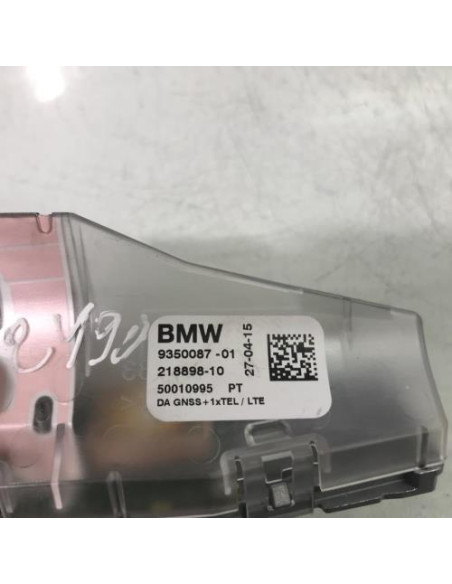 BMW
9350087 -01
218898-10
50010995 PT
DA GNSS+1xTEL / LTE
27-04-15